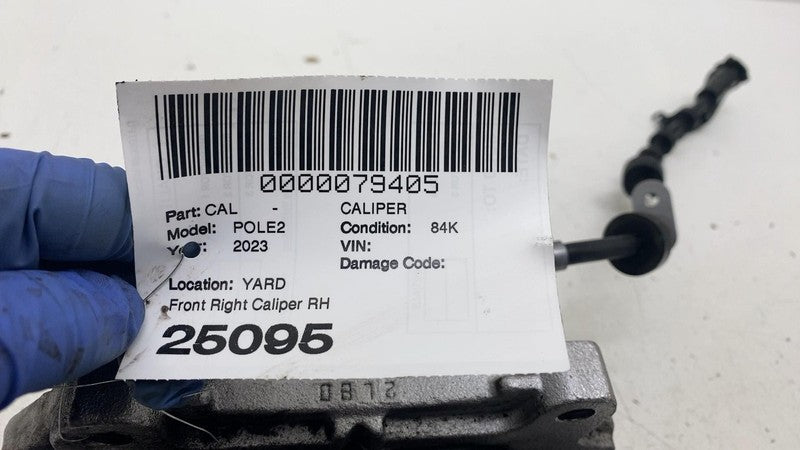 0000079405
Part: CAL - CALIPER
Model: POLE2 Condition: 84K
2023 VIN:
Damage Code:
Location: YARD
Front Right Caliper RH
25095